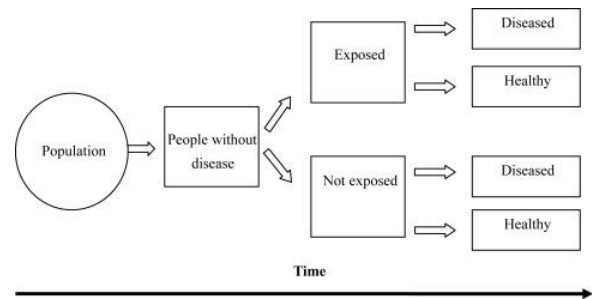 Population
People without
disease
Exposed
Diseased
Healthy
Not exposed
Diseased
Healthy
Time